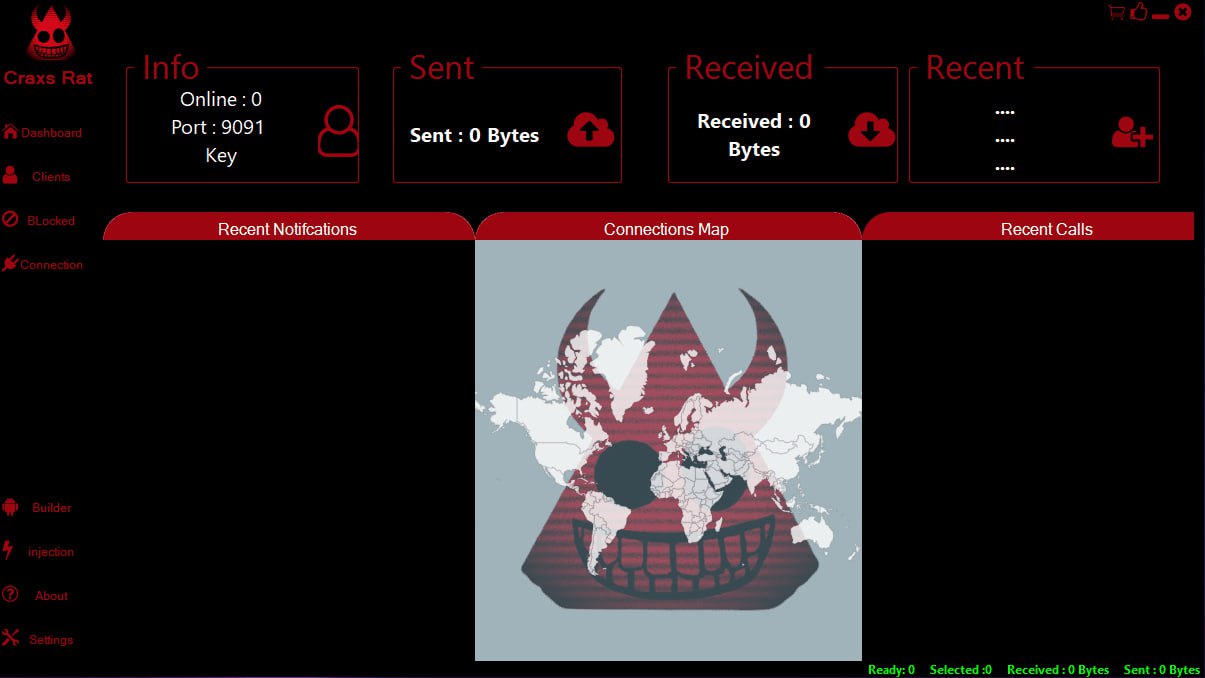 Craxs Rat
Dashboard
Clients
BLocked
Connection
Builder
injection
About
Settings
Info
Online : 0
Port : 9091
Key
Sent
Sent : 0 Bytes
Received
Received : 0
Bytes
Recent
....
....
....
Recent Notifcations
Connections Map
Recent Calls
Ready: 0 Selected :0 Received : 0 Bytes Sent : 0 Bytes